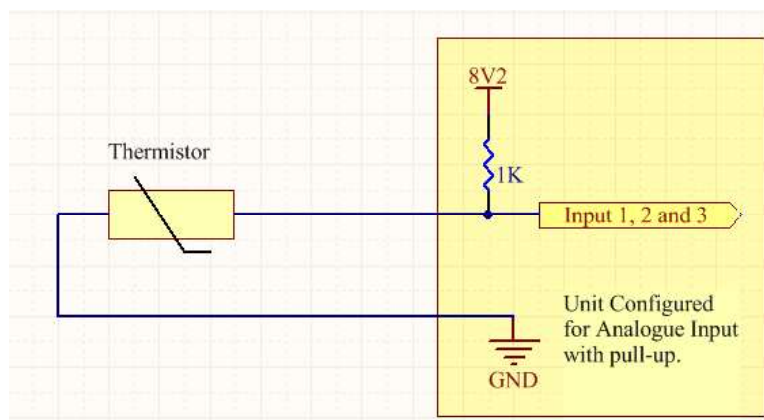 8V2
Thermistor
1K
Input 1, 2 and 3
Unit Configured
for Analogue Input
with pull-up.
GND